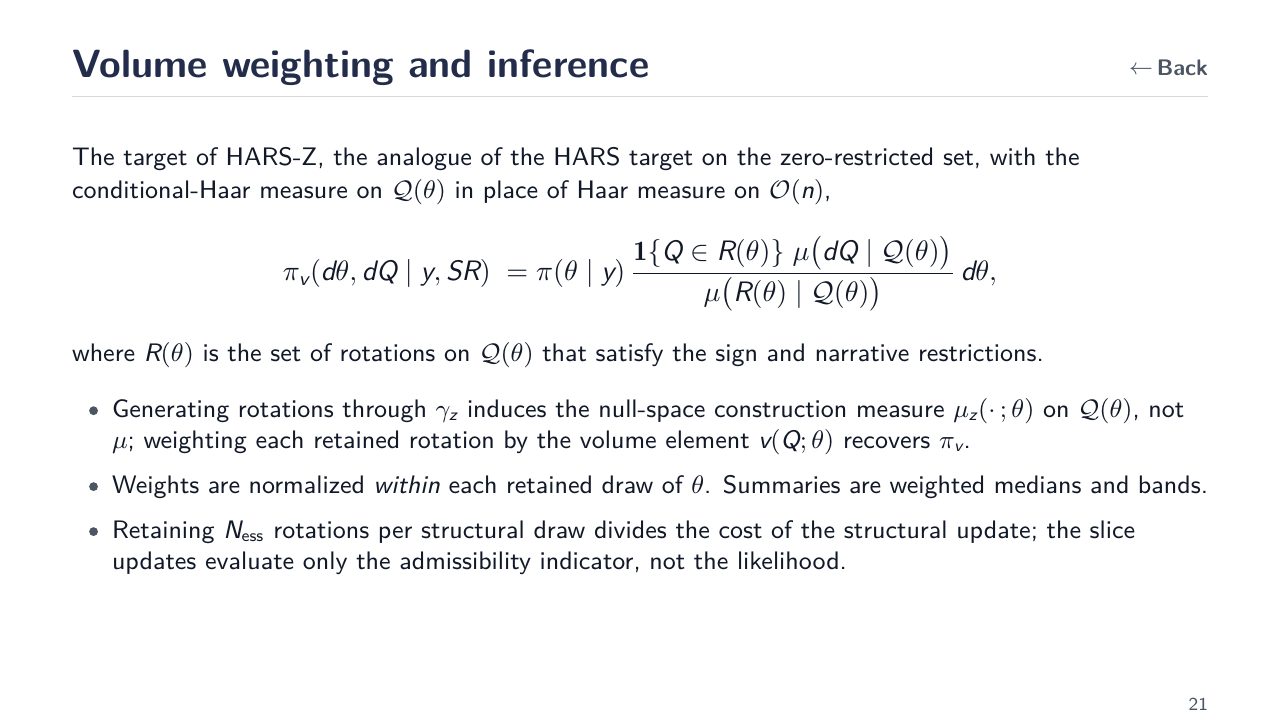 Volume weighting and inference
← Back
The target of HARS-Z, the analogue of the HARS target on the zero-restricted set, with the
conditional-Haar measure on 𝒬(θ) in place of Haar measure on 𝒪(n),
π_v(dθ, dQ | y, SR) = π(θ | y) \frac{𝟏{Q ∈ R(θ)} μ(dQ | 𝒬(θ))}{μ(R(θ) | 𝒬(θ))} dθ,
where R(θ) is the set of rotations on 𝒬(θ) that satisfy the sign and narrative restrictions.
• Generating rotations through γ_z induces the null-space construction measure μ_z(· ; θ) on 𝒬(θ), not
μ; weighting each retained rotation by the volume element v(Q; θ) recovers π_v.
• Weights are normalized within each retained draw of θ. Summaries are weighted medians and bands.
• Retaining N_ess rotations per structural draw divides the cost of the structural update; the slice
updates evaluate only the admissibility indicator, not the likelihood.
21